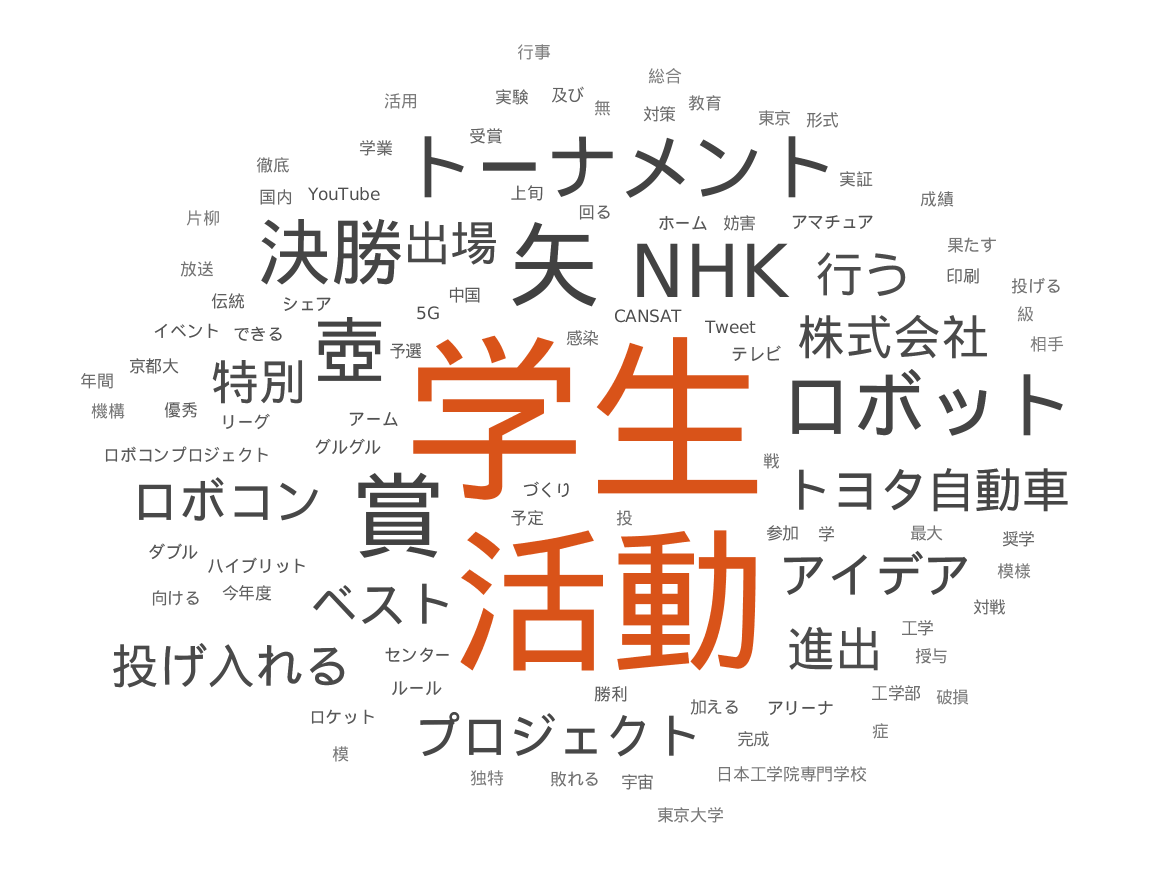 行事
総合
活用
実験
及び
無
対策
教育
東京
形式
学業
受賞
トーナメント
徹底
国内
YouTube
上旬
実証
成績
片柳
決勝
出場
矢
回る
ホーム
妨害
アマチュア
NHK
行う
果たす
印刷
放送
伝統
シェア
中国
投げる
イベント
できる
壺
5G
感染
CANSAT
Tweet
級
株式会社
相手
京都大
予選
テレビ
年間
機構
優秀
特別
リーグ
アーム
学生
ロボット
ロボコンプロジェクト
グルグル
戦
ロボコン
賞
づくり
トヨタ自動車
予定
投
参加
学
最大
奨学
ダブル
ハイブリット
活動
アイデア
模様
向ける
今年度
ベスト
対戦
進出
工学
授与
投げ入れる
センター
ルール
勝利
加える
アリーナ
工学部
破損
ロケット
プロジェクト
完成
症
模
独特
敗れる
宇宙
日本工学院専門学校
東京大学